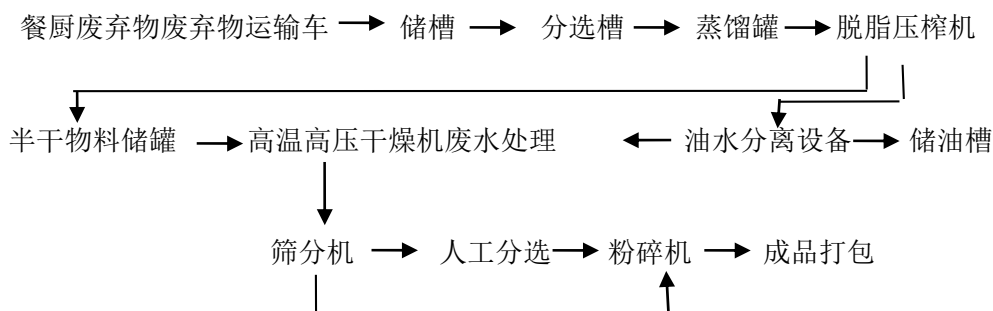 餐厨废弃物废弃物运输车 储槽 分选槽 蒸馏罐 脱脂压榨机
半干物料储罐 高温高压干燥机废水处理 油水分离设备 储油槽
筛分机 人工分选 粉碎机 成品打包